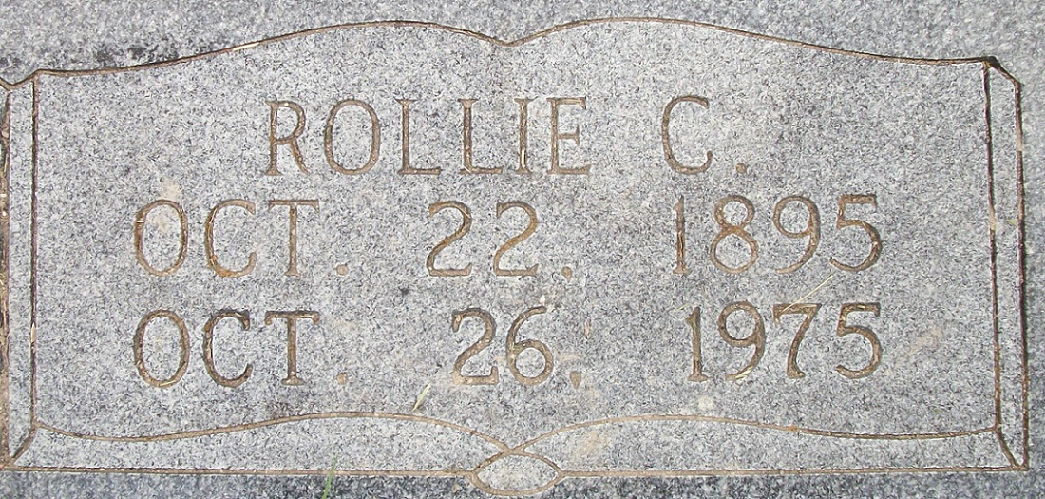 ROLLIE C.
OCT. 22. 1895
OCT. 26. 1975